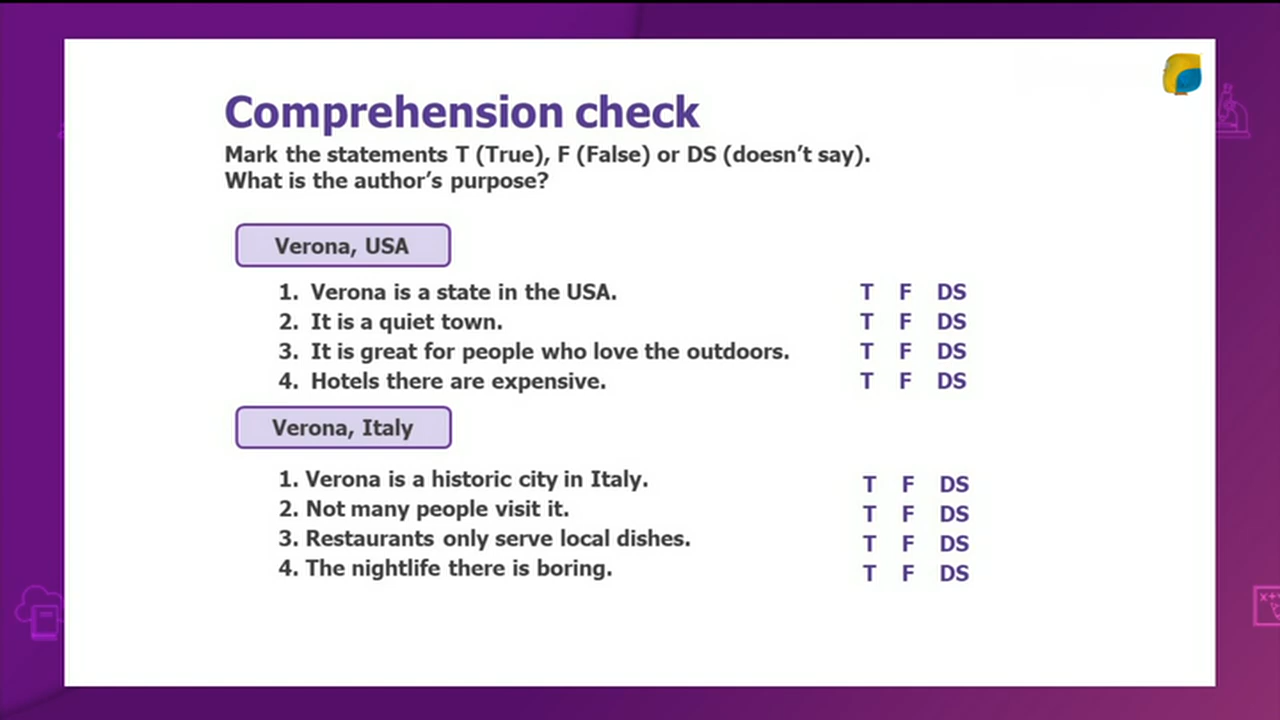 Comprehension check
Mark the statements T (True), F (False) or DS (doesn't say).
What is the author's purpose?
Verona, USA
1. Verona is a state in the USA. T F DS
2. It is a quiet town. T F DS
3. It is great for people who love the outdoors. T F DS
4. Hotels there are expensive. T F DS
Verona, Italy
1. Verona is a historic city in Italy. T F DS
2. Not many people visit it. T F DS
3. Restaurants only serve local dishes. T F DS
4. The nightlife there is boring. T F DS